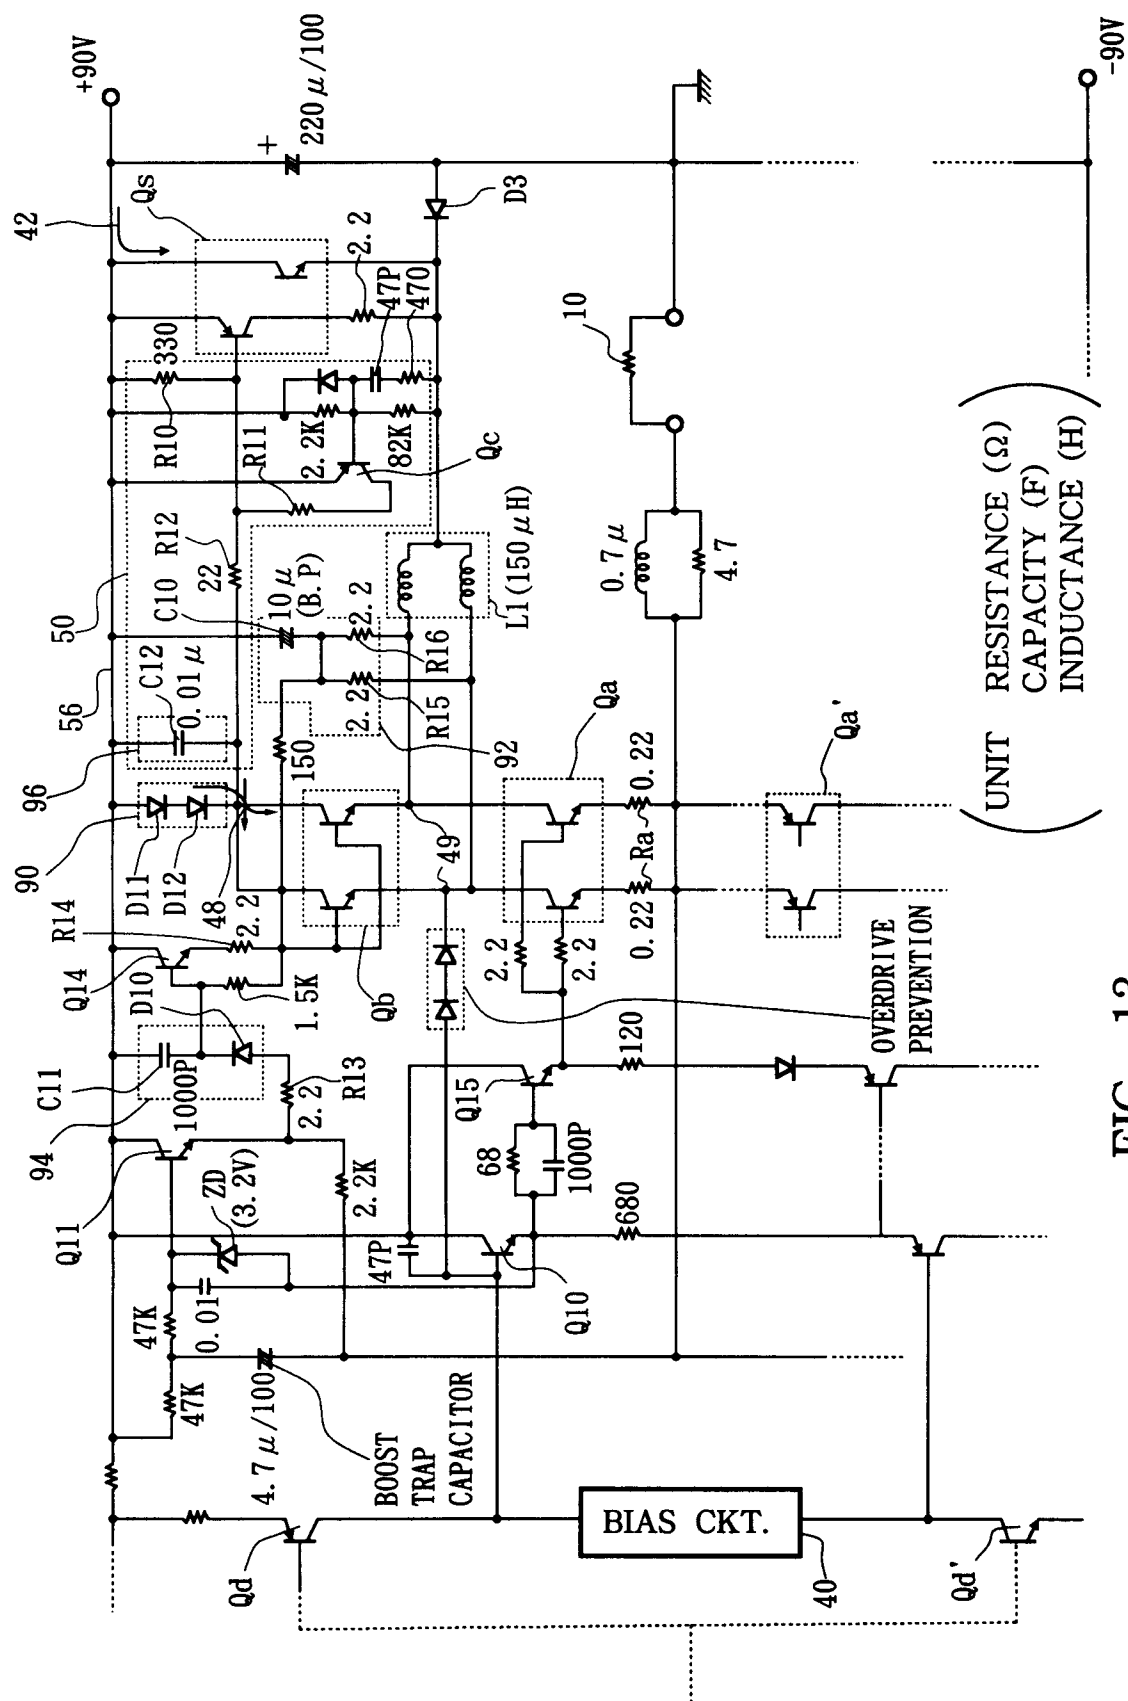 +90V
42
Qs
+
220μ/100
D3
-90V
2.2
47P
470
10
330
R10
R11
2.2K
82K
Qc
R12
22
50
C10
10μ
(B.P)
2.2
R16
L1(150μH)
0.7μ
4.7
56
C12
0.01μ
2.2
R15
92
150
96
90
D11
D12
48
49
Qa
0.22
Ra
0.22
Qa'
R14
2.2
Q14
D10
1.5K
Qb
2.2
2.2
OVERDRIVE
PREVENTION
C11
1000P
94
R13
2.2
Q15
120
Q11
ZD
(3.2V)
2.2K
68
1000P
47P
680
Q10
47K
0.01
47K
4.7μ/100
BOOST
TRAP
CAPACITOR
Qd
BIAS CKT.
40
Qd'
UNIT
RESISTANCE (Ω)
CAPACITY (F)
INDUCTANCE (H)